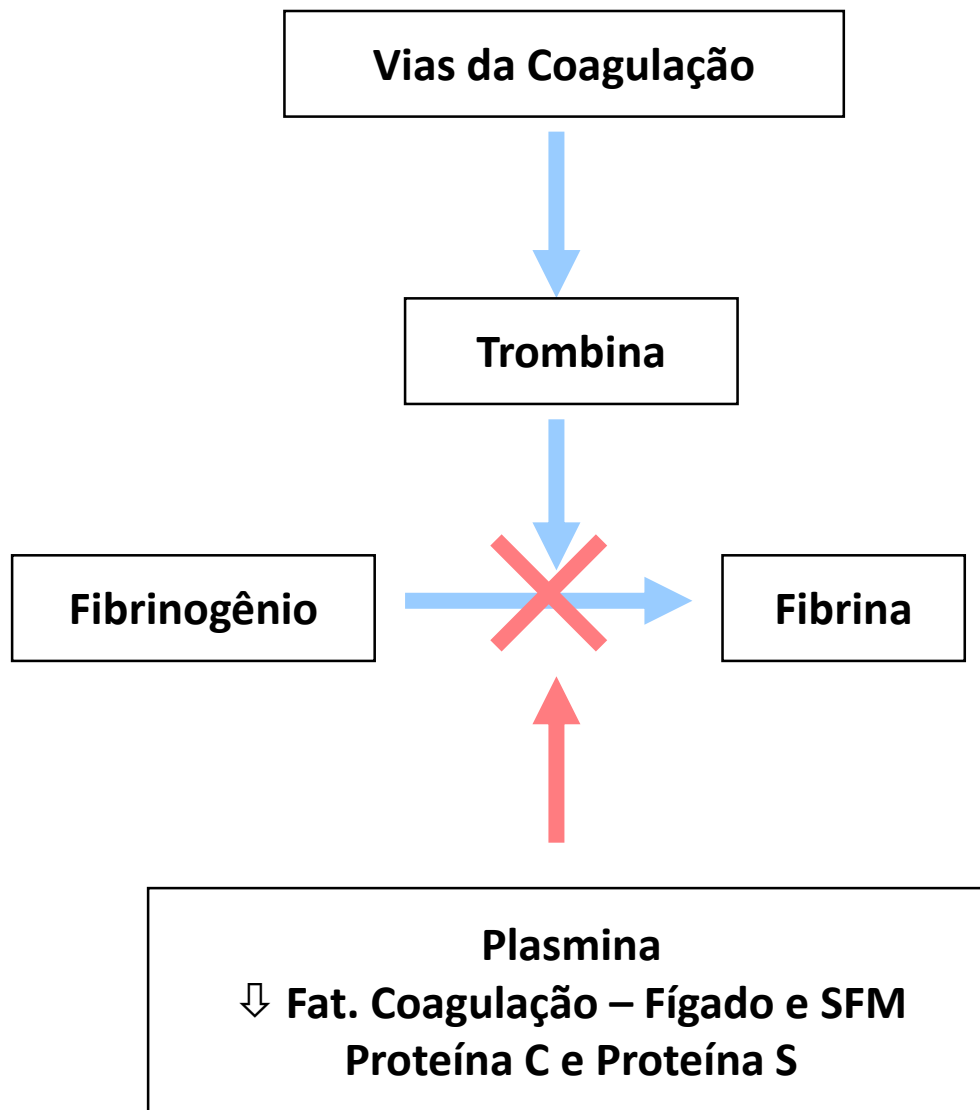 Vias da Coagulação
Trombina
Fibrinogênio
Fibrina
Plasmina
⇩ Fat. Coagulação – Fígado e SFM
Proteína C e Proteína S